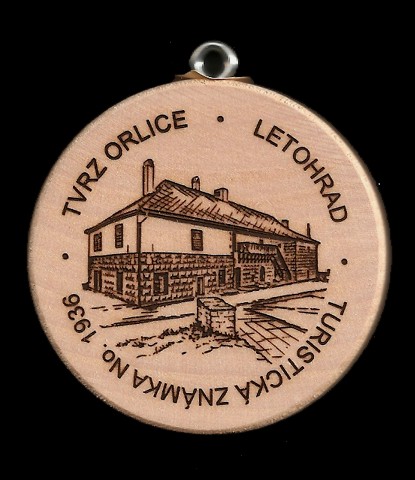 TVRZ ORLICE • LETOHRAD
• TURISTICKÁ ZNÁMKA No. 1936 •